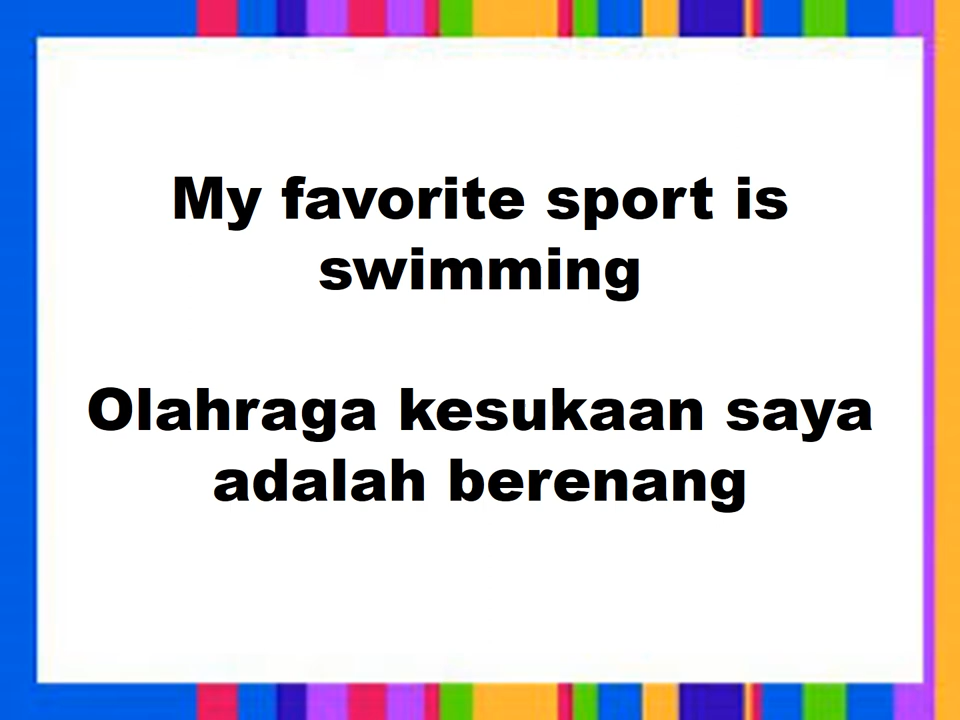 My favorite sport is
swimming
Olahraga kesukaan saya
adalah berenang